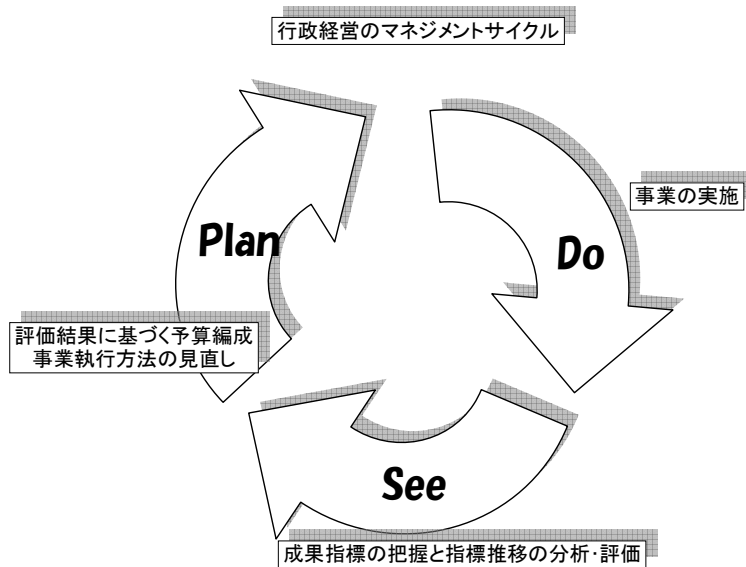 行政経営のマネジメントサイクル
事業の実施
Plan
Do
評価結果に基づく予算編成
事業執行方法の見直し
See
成果指標の把握と指標推移の分析・評価